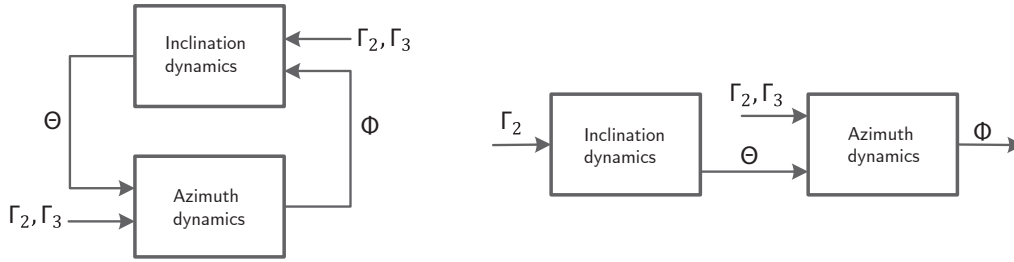 Inclination
dynamics
Γ₂, Γ₃
Θ
Φ
Azimuth
dynamics
Γ₂, Γ₃
Γ₂
Inclination
dynamics
Γ₂, Γ₃
Θ
Azimuth
dynamics
Φ